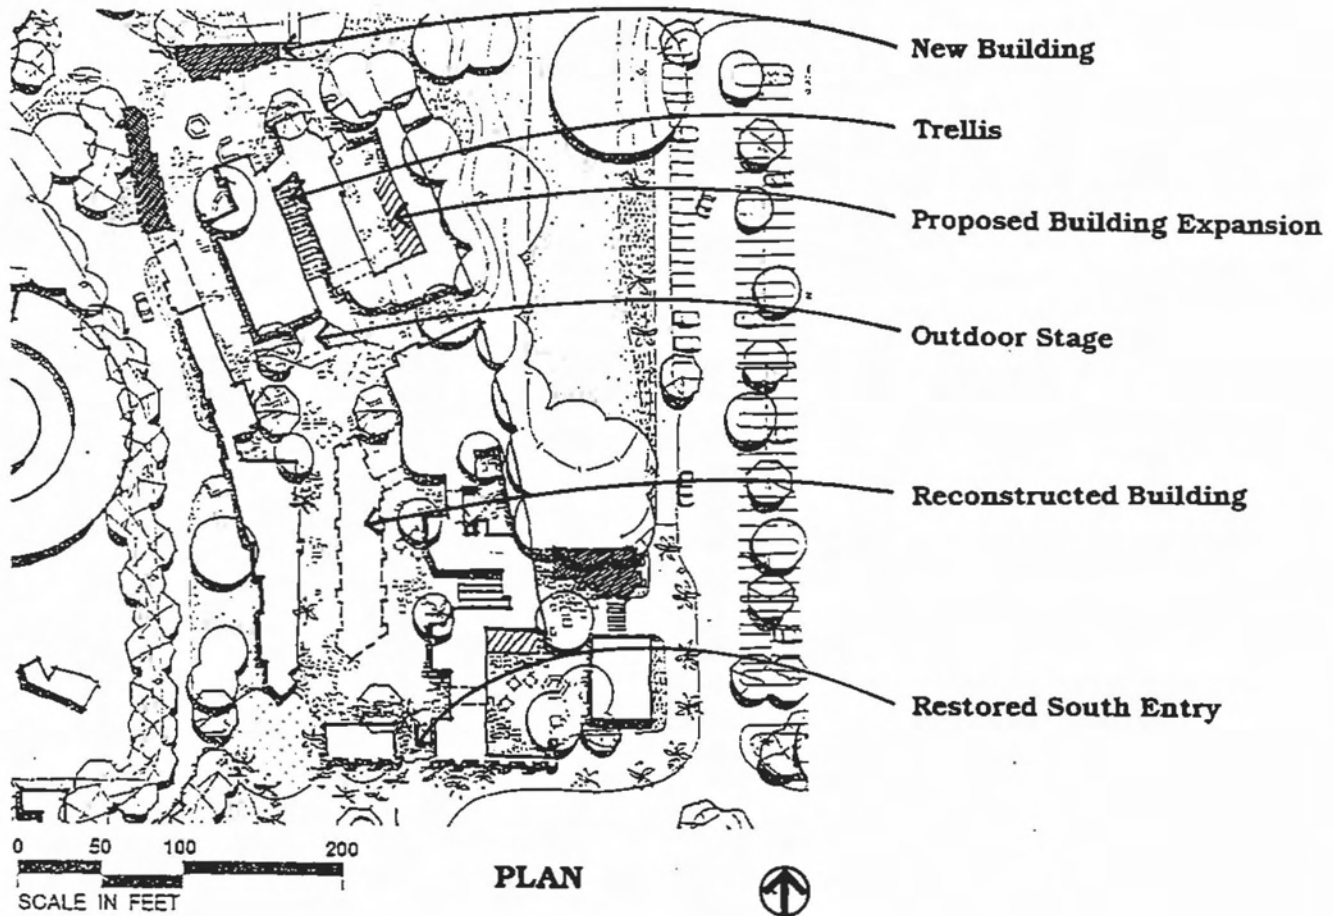 New Building
Trellis
Proposed Building Expansion
Outdoor Stage
Reconstructed Building
Restored South Entry
0 50 100 200
SCALE IN FEET
PLAN